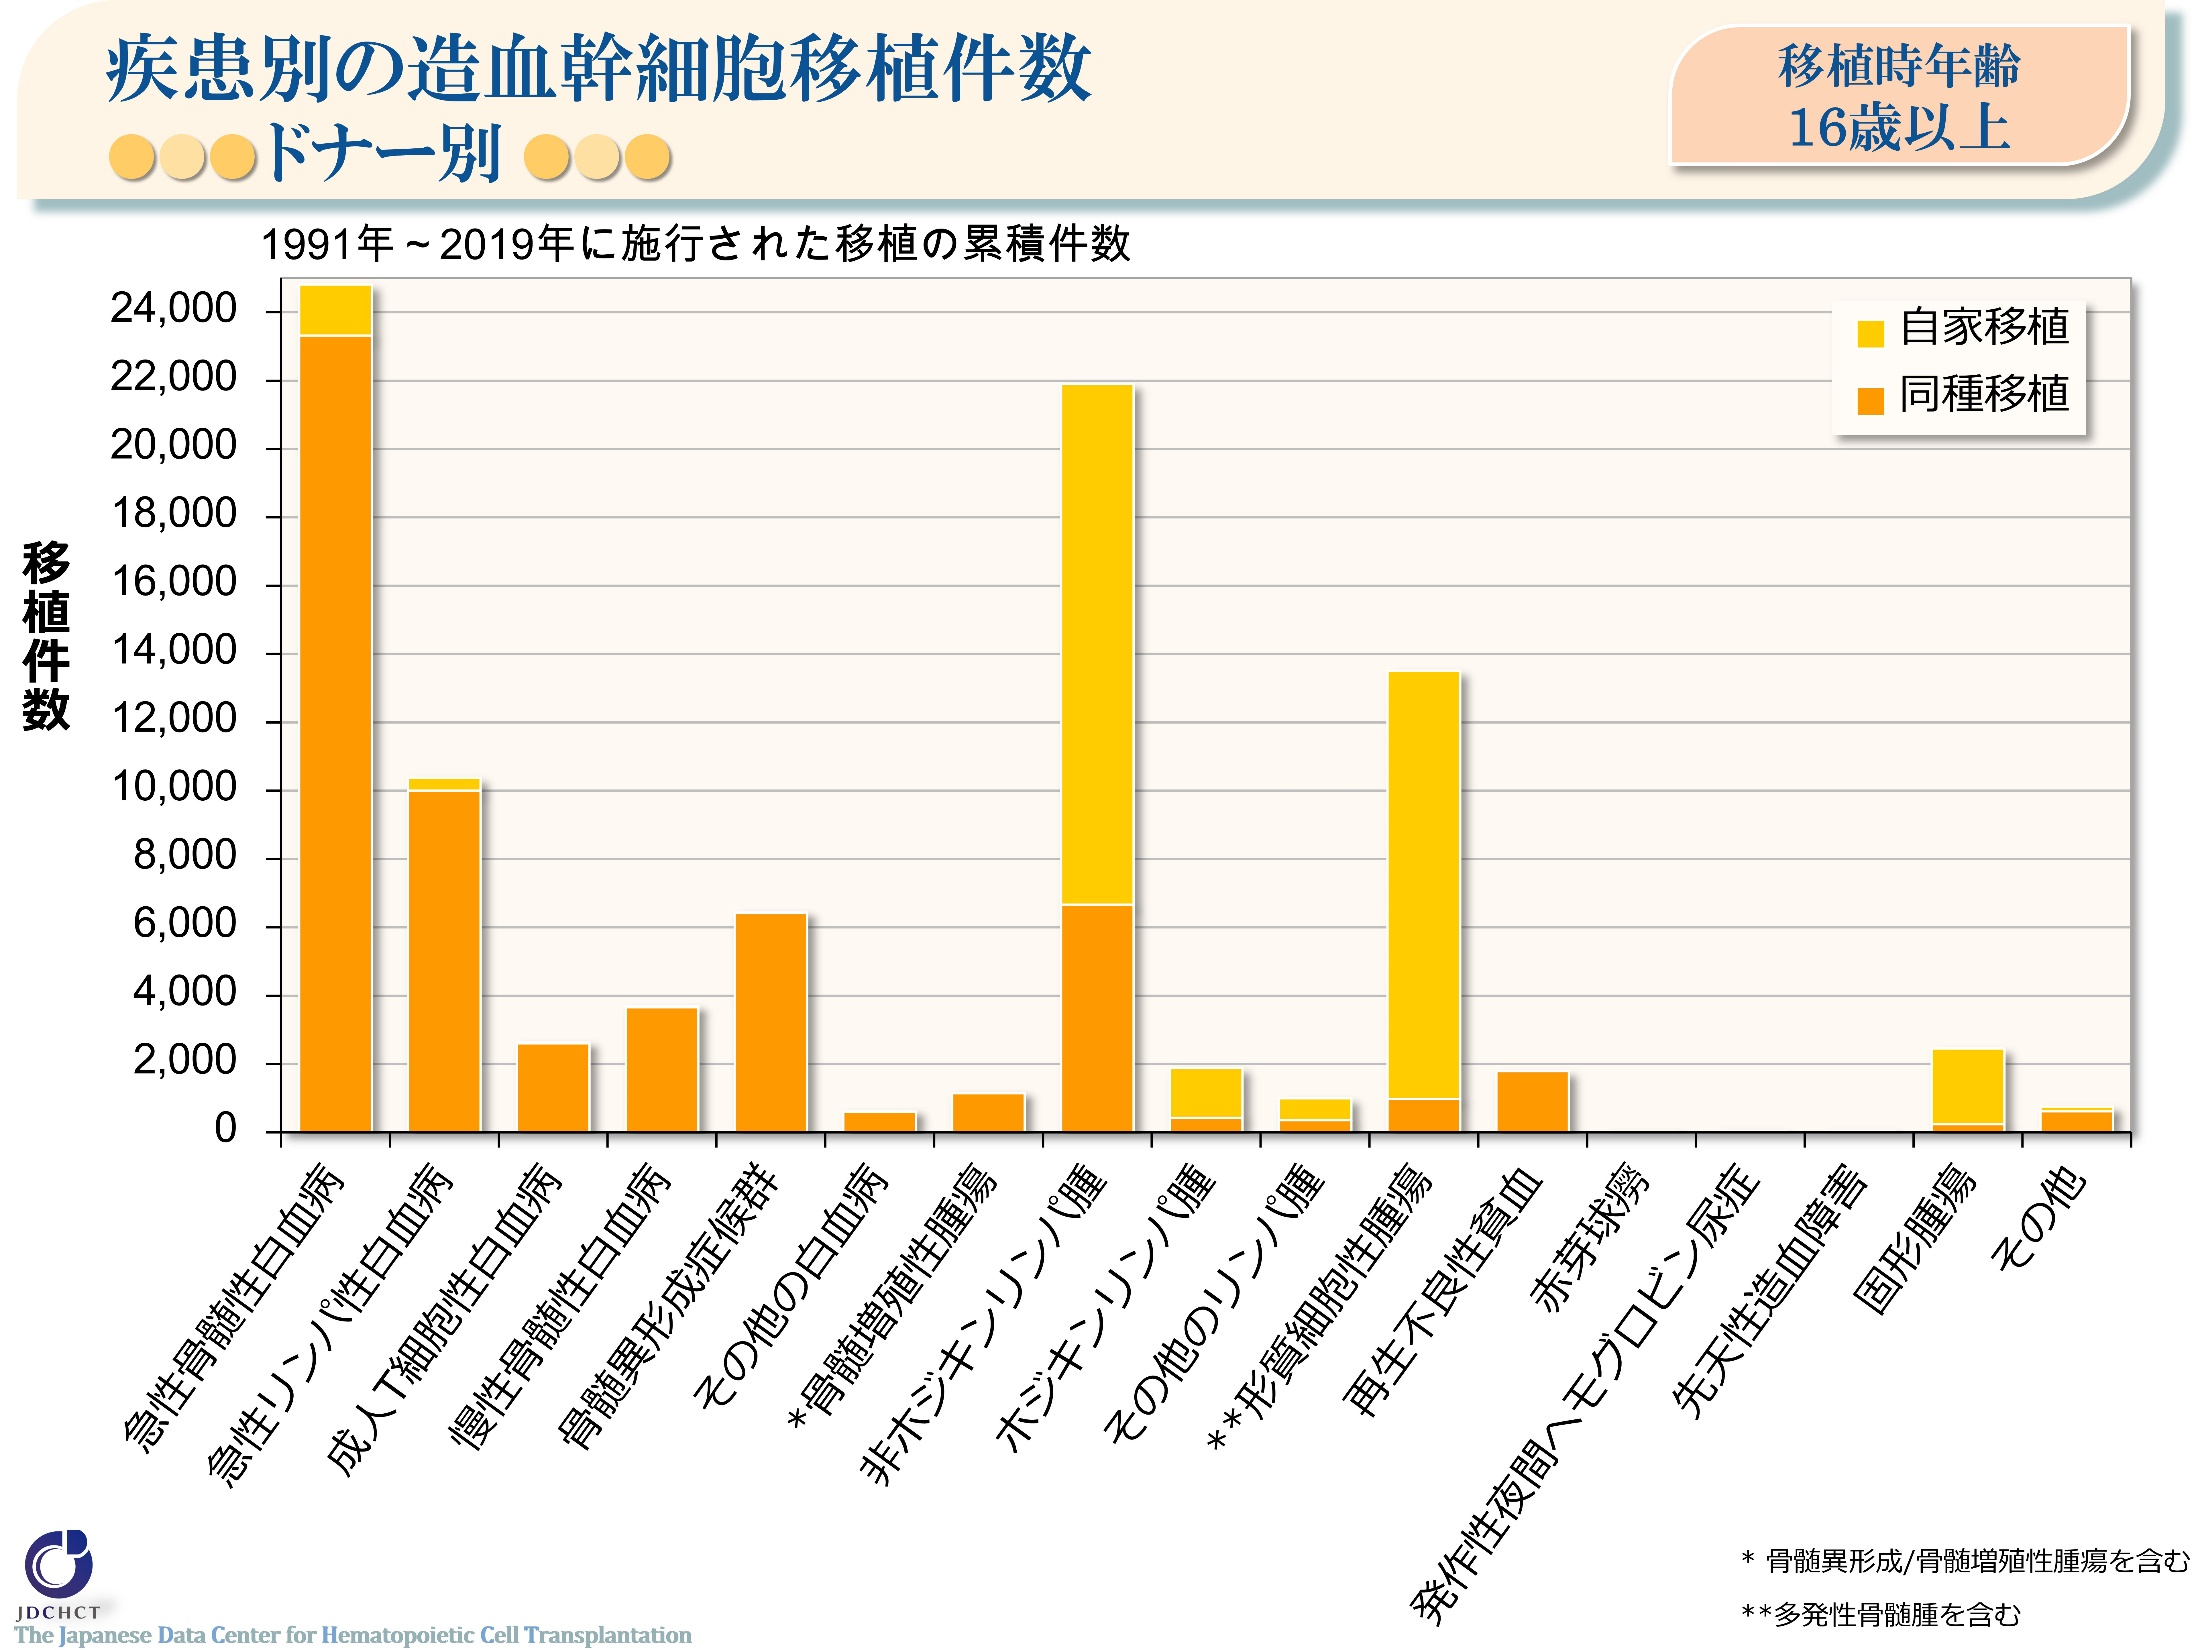 疾患別の造血幹細胞移植件数
ドナー別
移植時年齢
16歳以上
1991年～2019年に施行された移植の累積件数
移植件数
24,000
22,000
20,000
18,000
16,000
14,000
12,000
10,000
8,000
6,000
4,000
2,000
0
自家移植
同種移植
急性骨髄性白血病
急性リンパ性白血病
成人T細胞性白血病
慢性骨髄性白血病
骨髄異形成症候群
その他の白血病
*骨髄増殖性腫瘍
非ホジキンリンパ腫
ホジキンリンパ腫
その他のリンパ腫
**形質細胞性腫瘍
再生不良性貧血
赤芽球癆
発作性夜間ヘモグロビン尿症
先天性造血障害
固形腫瘍
その他
* 骨髄異形成/骨髄増殖性腫瘍を含む
**多発性骨髄腫を含む
JDCHCT
The Japanese Data Center for Hematopoietic Cell Transplantation